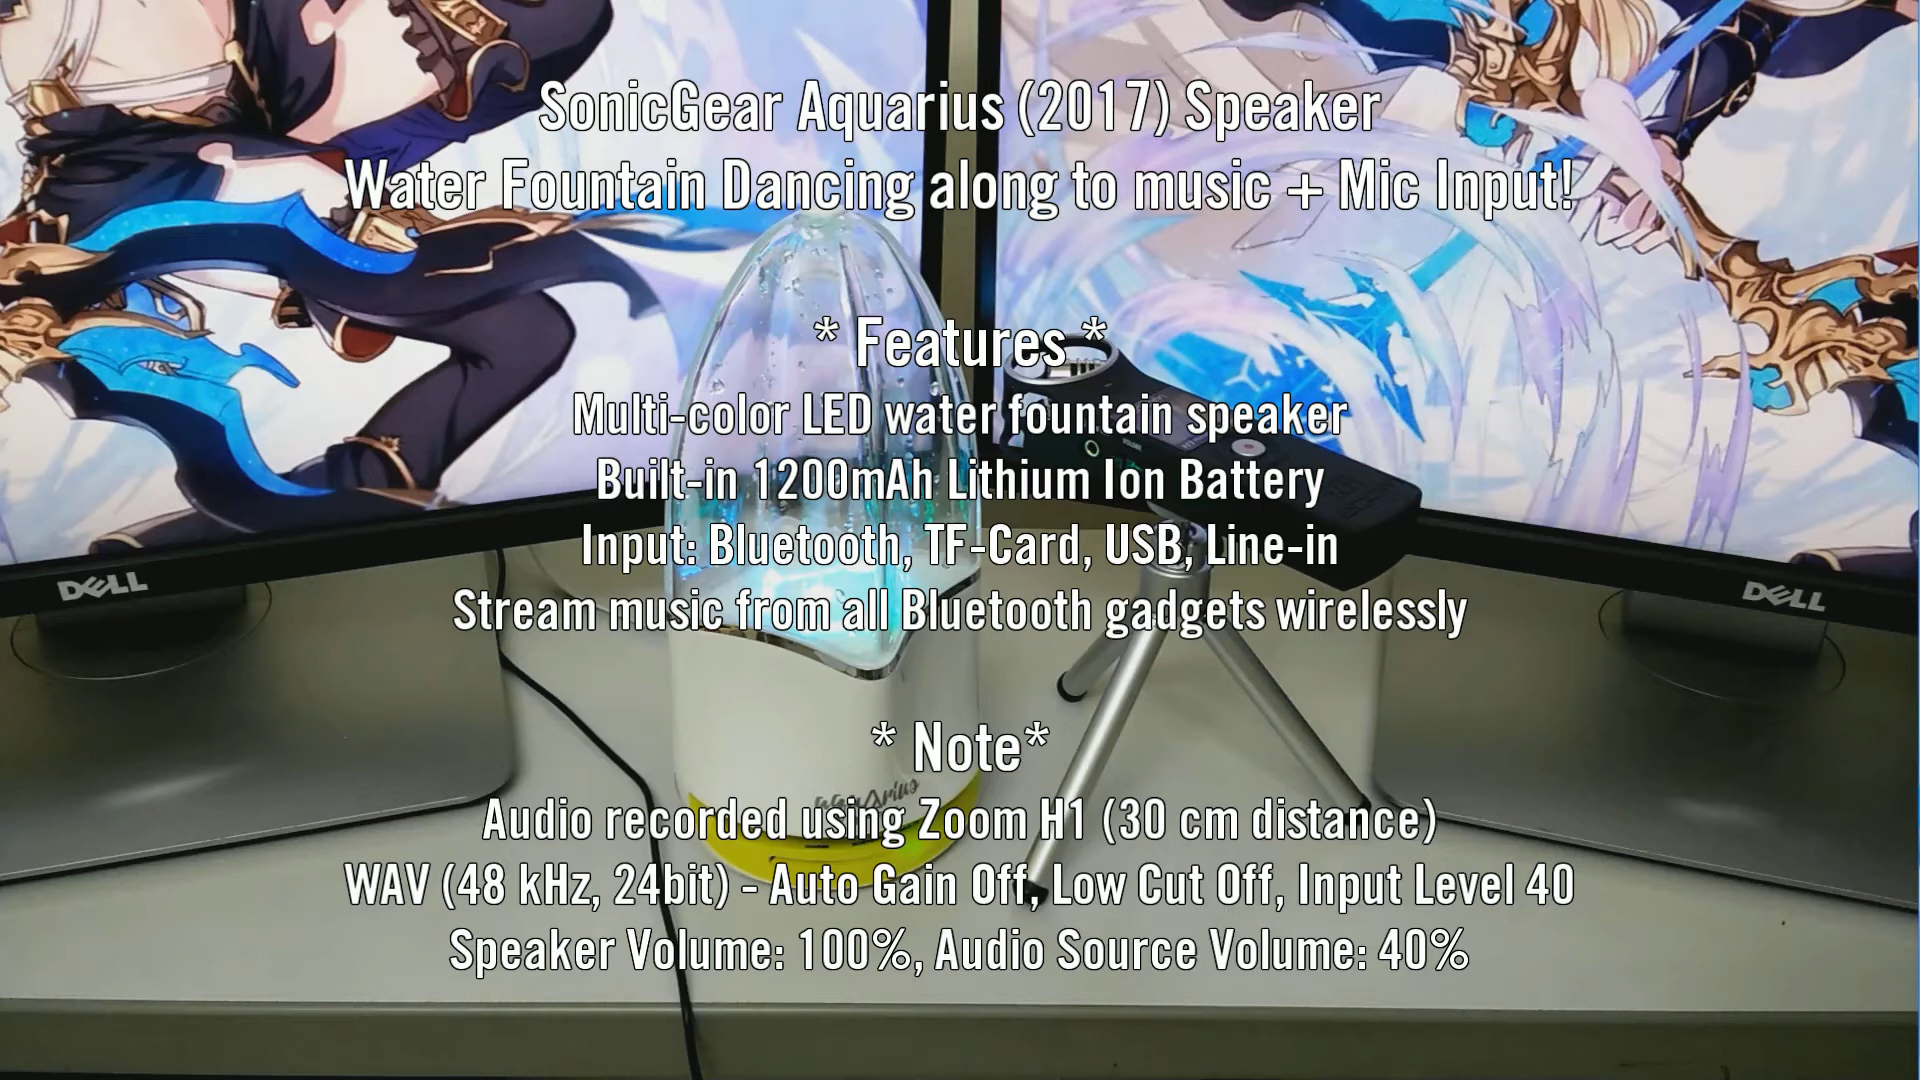 SonicGear Aquarius (2017) Speaker
Water Fountain Dancing along to music + Mic Input!
* Features *
Multi-color LED water fountain speaker
Built-in 1200mAh Lithium Ion Battery
Input: Bluetooth, TF-Card, USB, Line-in
Stream music from all Bluetooth gadgets wirelessly
DELL
DELL
* Note*
aquarius
Audio recorded using Zoom H1 (30 cm distance)
WAV (48 kHz, 24bit) - Auto Gain Off, Low Cut Off, Input Level 40
Speaker Volume: 100%, Audio Source Volume: 40%